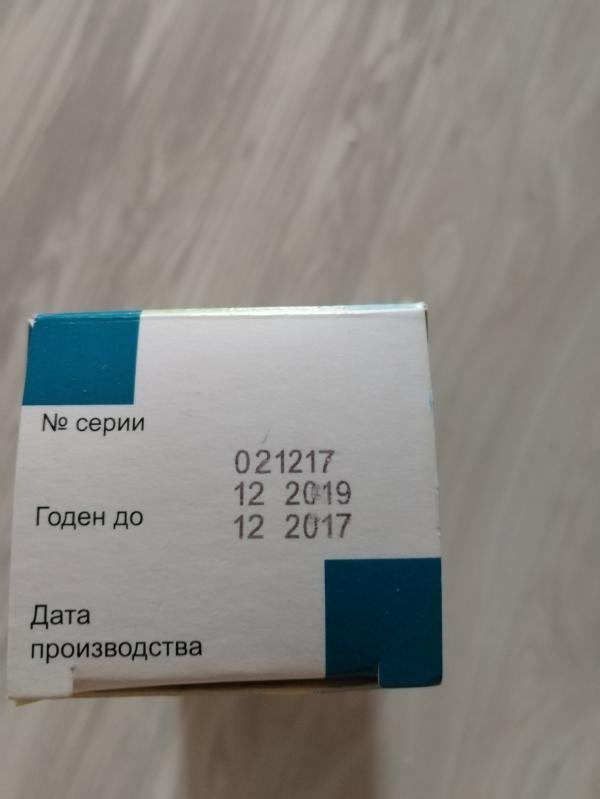 № серии
021217
12 2019
Годен до
12 2017
Дата
производства